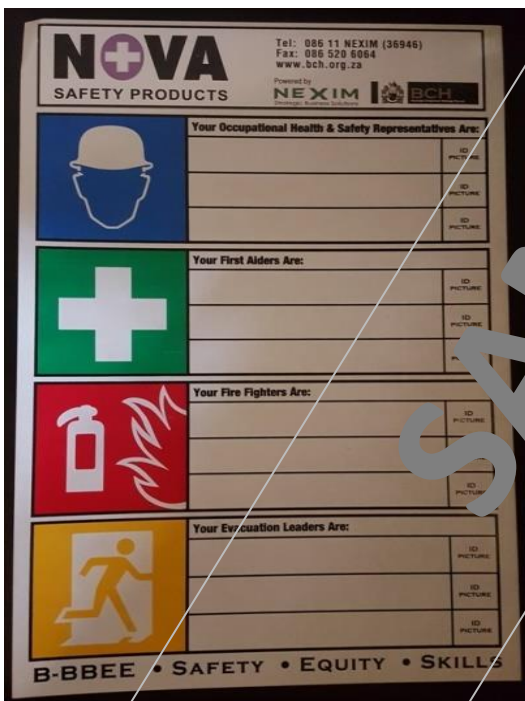 NOVA
SAFETY PRODUCTS
Tel: 086 11 NEXIM (36946)
Fax: 086 520 6064
www.bch.org.za
Powered by
NEXIM
Strategic Business Solutions
BCH
Your Occupational Health & Safety Representatives Are:
ID
PICTURE
ID
PICTURE
ID
PICTURE
Your First Aiders Are:
ID
PICTURE
ID
PICTURE
Your Fire Fighters Are:
ID
PICTURE
ID
PICTURE
Your Evacuation Leaders Are:
ID
PICTURE
ID
PICTURE
ID
PICTURE
B-BBEE • SAFETY • EQUITY • SKILLS
SA